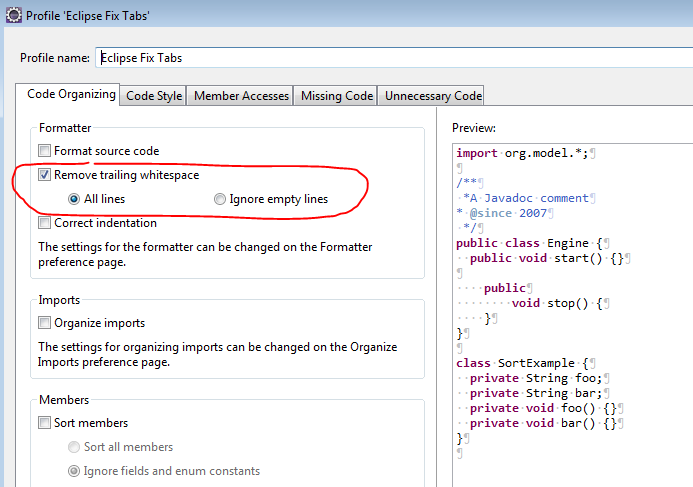 Profile 'Eclipse Fix Tabs'
Profile name: Eclipse Fix Tabs
Code Organizing Code Style Member Accesses Missing Code Unnecessary Code
Formatter
Format source code
Remove trailing whitespace
All lines Ignore empty lines
Correct indentation
The settings for the formatter can be changed on the Formatter
preference page.
Imports
Organize imports
The settings for organizing imports can be changed on the Organize
Imports preference page.
Members
Sort members
Sort all members
Ignore fields and enum constants
Preview:
import·org.model.*;¶
¶
/**¶
·*A·Javadoc·comment¶
*·@since·2007¶
·*/¶
public·class·Engine·{¶
··public·void·start()·{}¶
¶
····public¶
········void·stop()·{¶
····}¶
}¶
¶
class·SortExample·{¶
··private·String·foo;¶
··private·String·bar;¶
··private·void·foo()·{}¶
··private·void·bar()·{}¶
}¶
¶